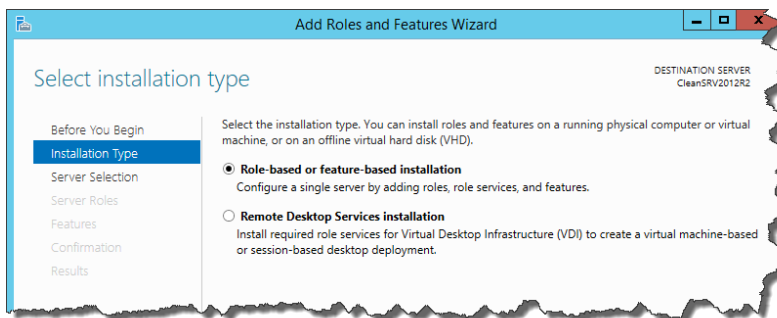 Add Roles and Features Wizard
Select installation type
DESTINATION SERVER
CleanSRV2012R2
Before You Begin
Installation Type
Server Selection
Server Roles
Features
Confirmation
Results
Select the installation type. You can install roles and features on a running physical computer or virtual
machine, or on an offline virtual hard disk (VHD).
Role-based or feature-based installation
Configure a single server by adding roles, role services, and features.
Remote Desktop Services installation
Install required role services for Virtual Desktop Infrastructure (VDI) to create a virtual machine-based
or session-based desktop deployment.